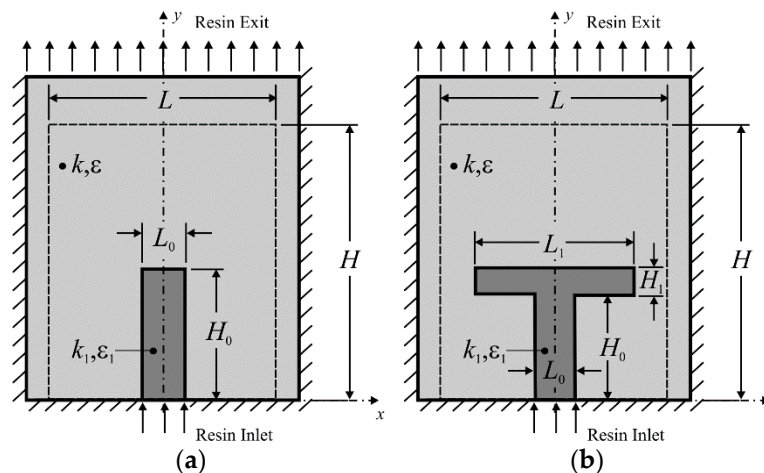 y
Resin Exit
L
k,ε
L₀
H
H₀
k₁,ε₁
x
Resin Inlet
(a)
y
Resin Exit
L
k,ε
L₁
H₁
H
H₀
k₁,ε₁
L₀
Resin Inlet
(b)